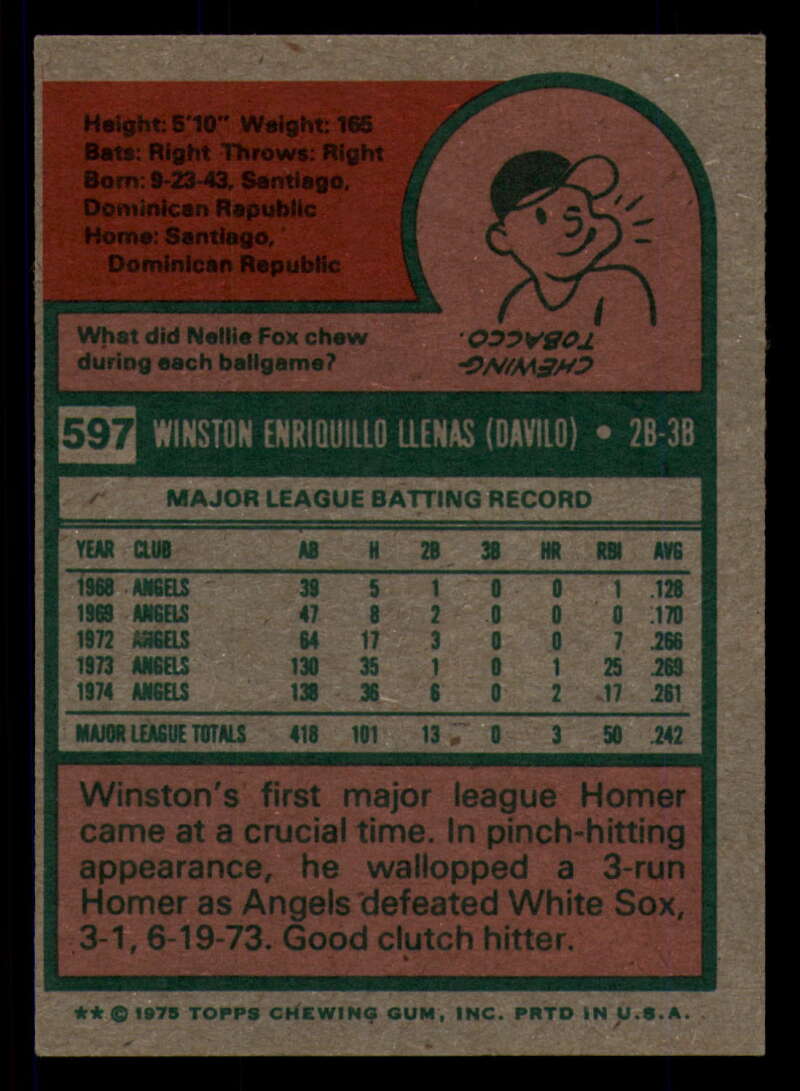 Height: 5'10" Weight: 165
Bats: Right Throws: Right
Born: 9-23-43, Santiago,
Dominican Republic
Home: Santiago,
Dominican Republic
What did Nellie Fox chew
during each ballgame?
CHEWING
TOBACCO.
597 WINSTON ENRIQUILLO LLENAS (DAVILO) • 2B-3B
MAJOR LEAGUE BATTING RECORD
YEAR CLUB AB H 2B 3B HR RBI AVG
1968 ANGELS 39 5 1 0 0 1 .128
1969 ANGELS 47 8 2 0 0 0 .170
1972 ANGELS 64 17 3 0 0 7 .266
1973 ANGELS 130 35 1 0 1 25 .269
1974 ANGELS 138 36 6 0 2 17 .261
MAJOR LEAGUE TOTALS 418 101 13 0 3 50 .242
Winston's first major league Homer
came at a crucial time. In pinch-hitting
appearance, he wallopped a 3-run
Homer as Angels defeated White Sox,
3-1, 6-19-73. Good clutch hitter.
** © 1975 TOPPS CHEWING GUM, INC. PRTD IN U.S.A.